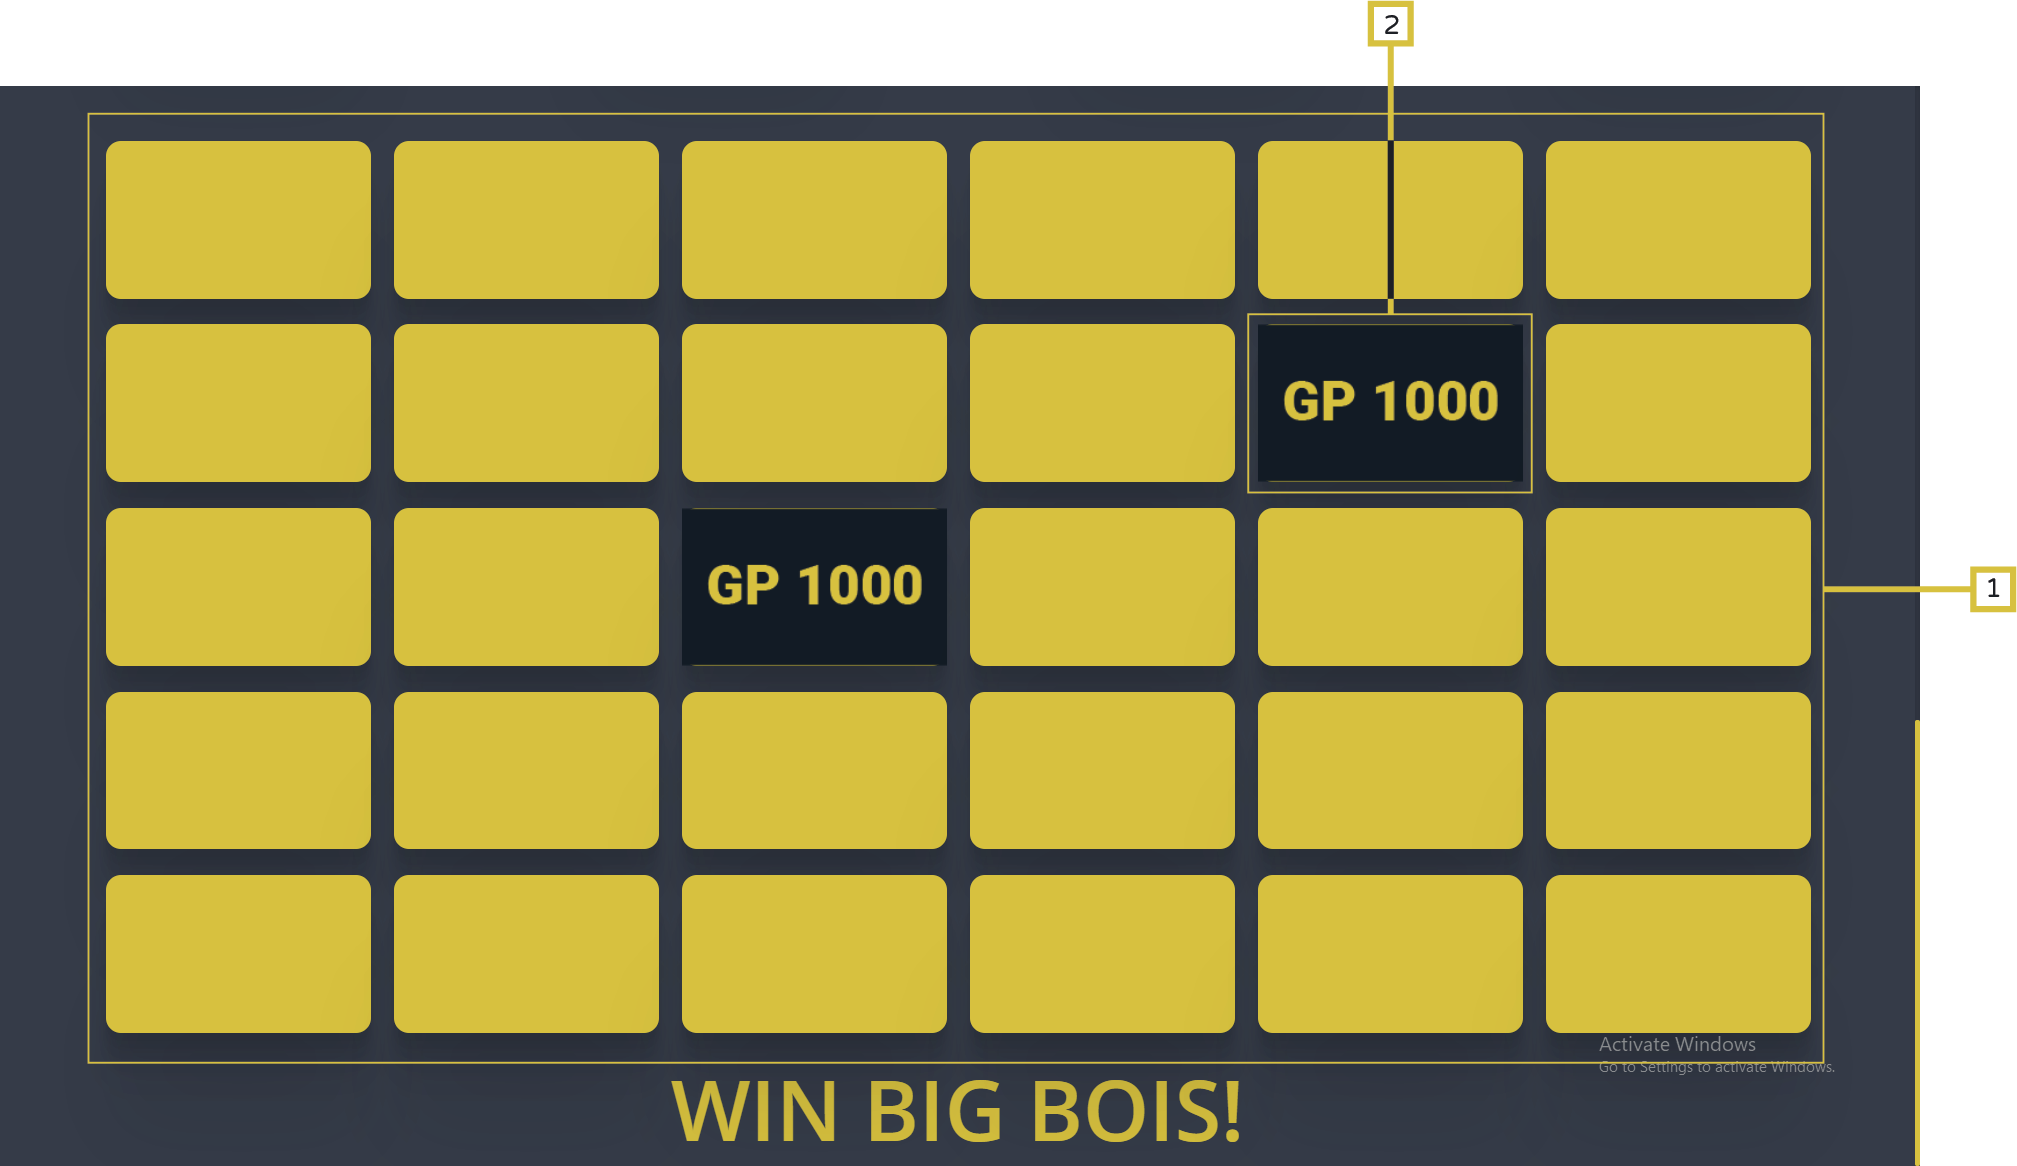 2
GP 1000
GP 1000
1
Activate Windows
Go to Settings to activate Windows.
WIN BIG BOIS!